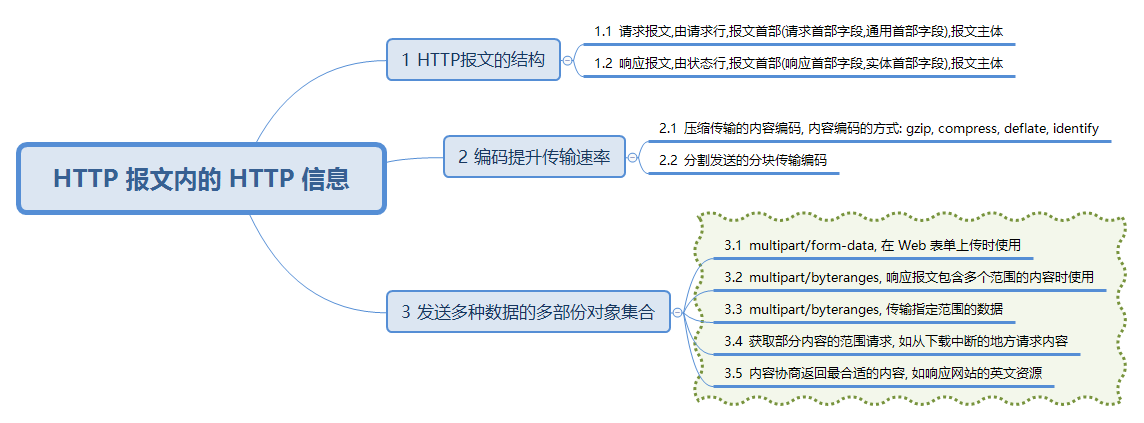 HTTP 报文内的 HTTP 信息
1 HTTP报文的结构
1.1 请求报文,由请求行,报文首部(请求首部字段,通用首部字段),报文主体
1.2 响应报文,由状态行,报文首部(响应首部字段,实体首部字段),报文主体
2 编码提升传输速率
2.1 压缩传输的内容编码, 内容编码的方式: gzip, compress, deflate, identify
2.2 分割发送的分块传输编码
3 发送多种数据的多部份对象集合
3.1 multipart/form-data, 在 Web 表单上传时使用
3.2 multipart/byteranges, 响应报文包含多个范围的内容时使用
3.3 multipart/byteranges, 传输指定范围的数据
3.4 获取部分内容的范围请求, 如从下载中断的地方请求内容
3.5 内容协商返回最合适的内容, 如响应网站的英文资源